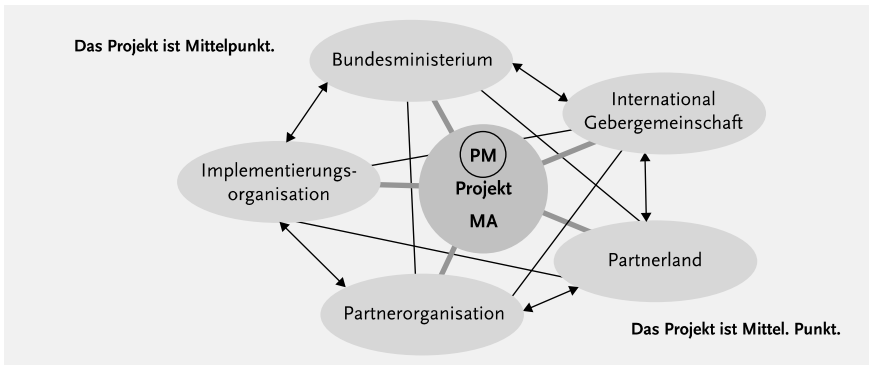 Das Projekt ist Mittelpunkt.
Bundesministerium
International
Gebergemeinschaft
Implementierungs-
organisation
PM
Projekt
MA
Partnerland
Partnerorganisation
Das Projekt ist Mittel. Punkt.